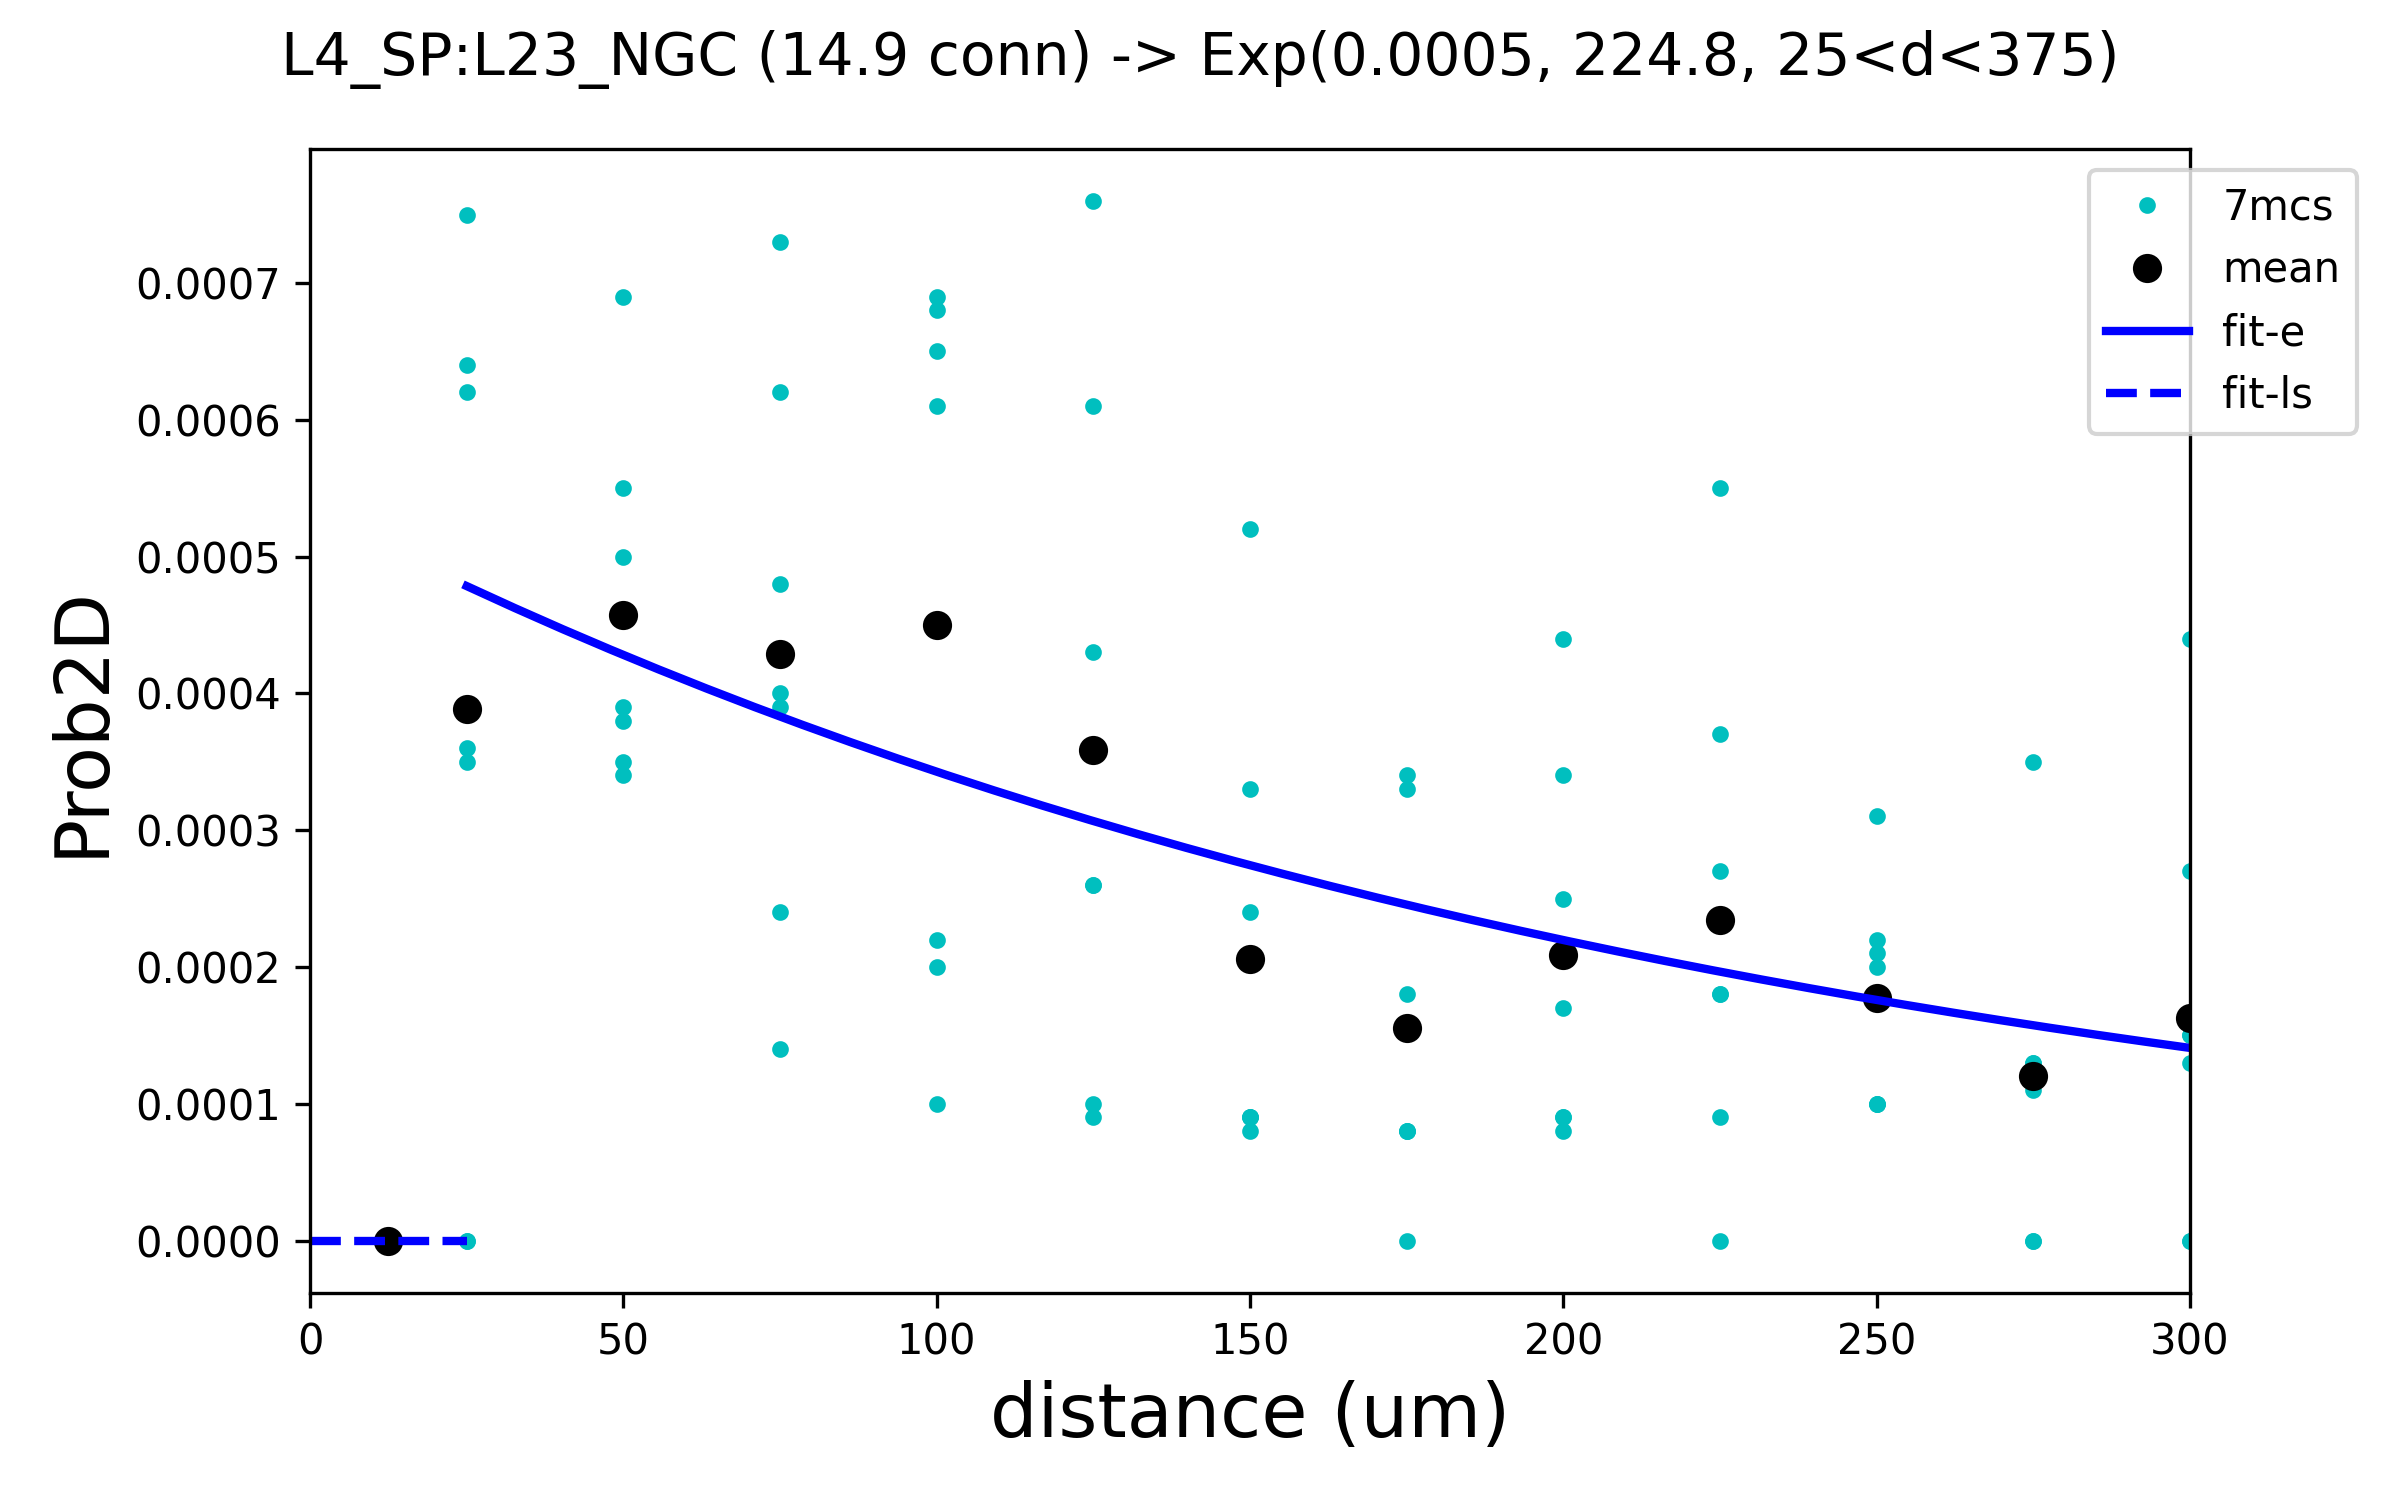 L4_SP:L23_NGC (14.9 conn) -> Exp(0.0005, 224.8, 25<d<375)
7mcs
mean
fit-e
fit-ls
Prob2D
0.0007
0.0006
0.0005
0.0004
0.0003
0.0002
0.0001
0.0000
0 50 100 150 200 250 300
distance (um)